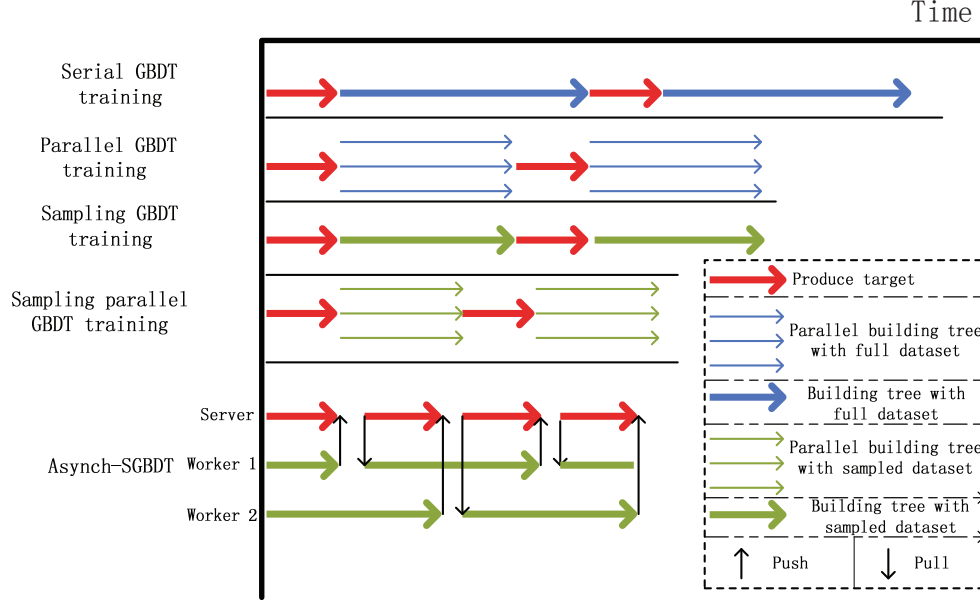 Time
Serial GBDT
training
Parallel GBDT
training
Sampling GBDT
training
Sampling parallel
GBDT training
Server
Asynch-SGBDT
Worker 1
Worker 2
Produce target
Parallel building tree
with full dataset
Building tree with
full dataset
Parallel building tree
with sampled dataset
Building tree with
sampled dataset
Push
Pull